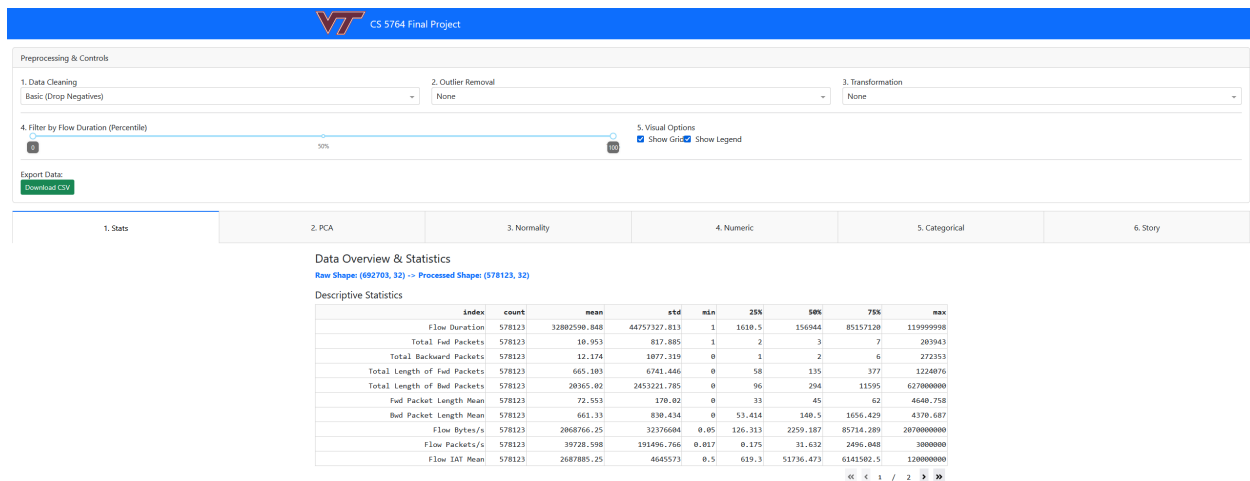 VT CS 5764 Final Project
Preprocessing & Controls
1. Data Cleaning 2. Outlier Removal 3. Transformation
Basic (Drop Negatives) None None
4. Filter by Flow Duration (Percentile) 5. Visual Options
Show Grid Show Legend
0 50% 100
Export Data:
Download CSV
1. Stats 2. PCA 3. Normality 4. Numeric 5. Categorical 6. Story
Data Overview & Statistics
Raw Shape: (692703, 32) -> Processed Shape: (578123, 32)
Descriptive Statistics
index count mean std min 25% 50% 75% max
Flow Duration 578123 32802590.848 44757327.813 1 1610.5 156944 85157120 119999998
Total Fwd Packets 578123 10.953 817.885 1 2 3 7 203943
Total Backward Packets 578123 12.174 1077.319 0 1 2 6 272353
Total Length of Fwd Packets 578123 665.103 6741.446 0 58 135 377 1224076
Total Length of Bwd Packets 578123 20365.02 2453221.785 0 96 294 11595 627000000
Fwd Packet Length Mean 578123 72.553 170.02 0 33 45 62 4640.758
Bwd Packet Length Mean 578123 661.33 830.434 0 53.414 140.5 1656.429 4370.687
Flow Bytes/s 578123 2068766.25 32376604 0.05 126.313 2259.187 85714.289 2070000000
Flow Packets/s 578123 39728.598 191496.766 0.017 0.175 31.632 2496.048 3000000
Flow IAT Mean 578123 2687885.25 4645573 0.5 619.3 51736.473 6141502.5 120000000
« ‹ 1 / 2 › »